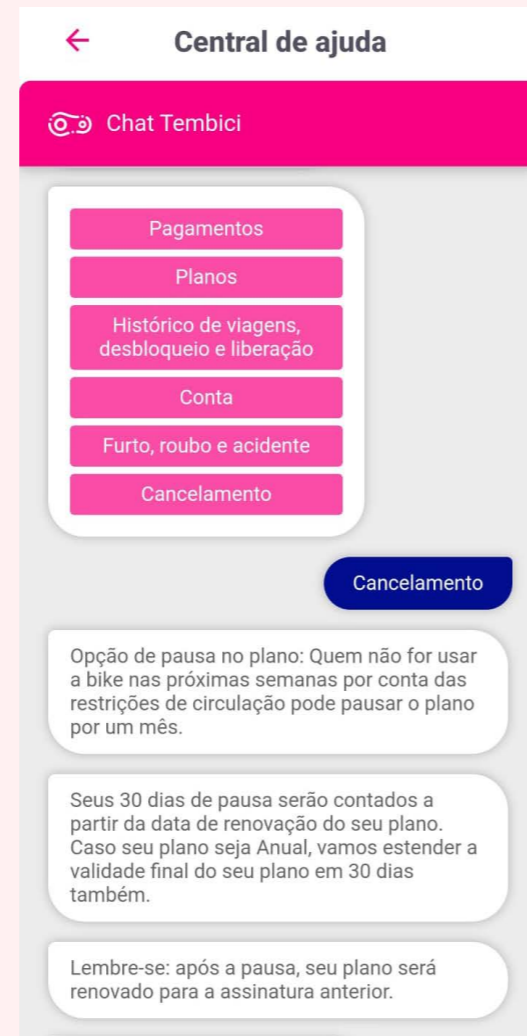 Central de ajuda
Chat Tembici
Pagamentos
Planos
Histórico de viagens,
desbloqueio e liberação
Conta
Furto, roubo e acidente
Cancelamento
Cancelamento
Opção de pausa no plano: Quem não for usar
a bike nas próximas semanas por conta das
restrições de circulação pode pausar o plano
por um mês.
Seus 30 dias de pausa serão contados a
partir da data de renovação do seu plano.
Caso seu plano seja Anual, vamos estender a
validade final do seu plano em 30 dias
também.
Lembre-se: após a pausa, seu plano será
renovado para a assinatura anterior.